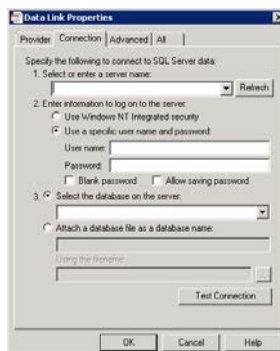 Data Link Properties
Provider Connection Advanced All
Specify the following to connect to SQL Server data:
1. Select or enter a server name:
Refresh
2. Enter information to log on to the server:
Use Windows NT Integrated security
Use a specific user name and password:
User name:
Password:
Blank password Allow saving password
3. Select the database on the server:
Attach a database file as a database name:
Using the filename:
...
Test Connection
OK Cancel Help